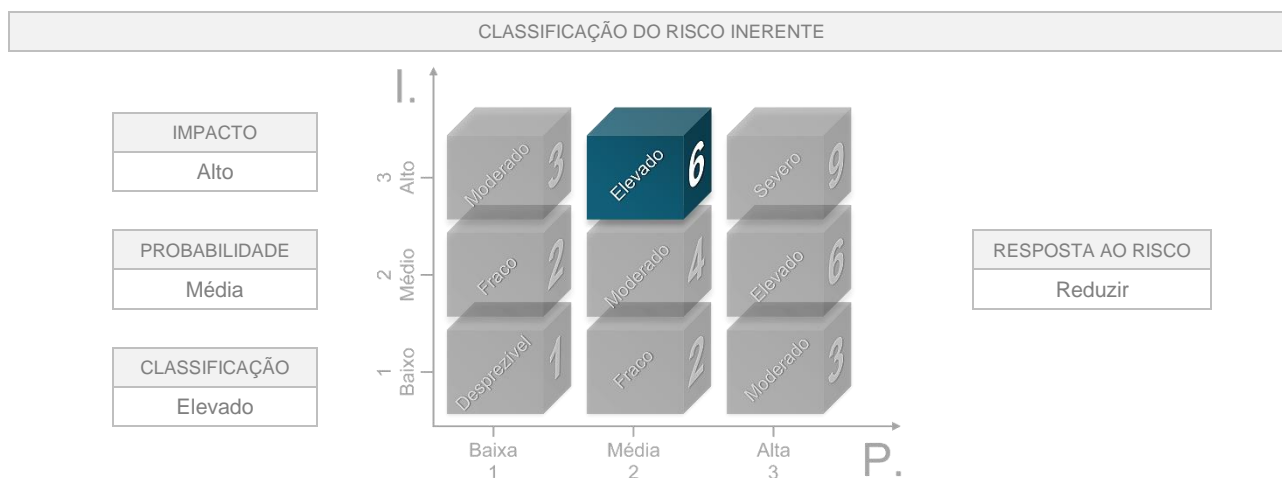 CLASSIFICAÇÃO DO RISCO INERENTE
IMPACTO
Alto
PROBABILIDADE
Média
CLASSIFICAÇÃO
Elevado
I.
3
Alto
Moderado 3
Elevado 6
Severo 9
2
Médio
Fraco 2
Moderado 4
Elevado 6
1
Baixo
Desprezível 1
Fraco 2
Moderado 3
Baixa
1
Média
2
Alta
3
P.
RESPOSTA AO RISCO
Reduzir